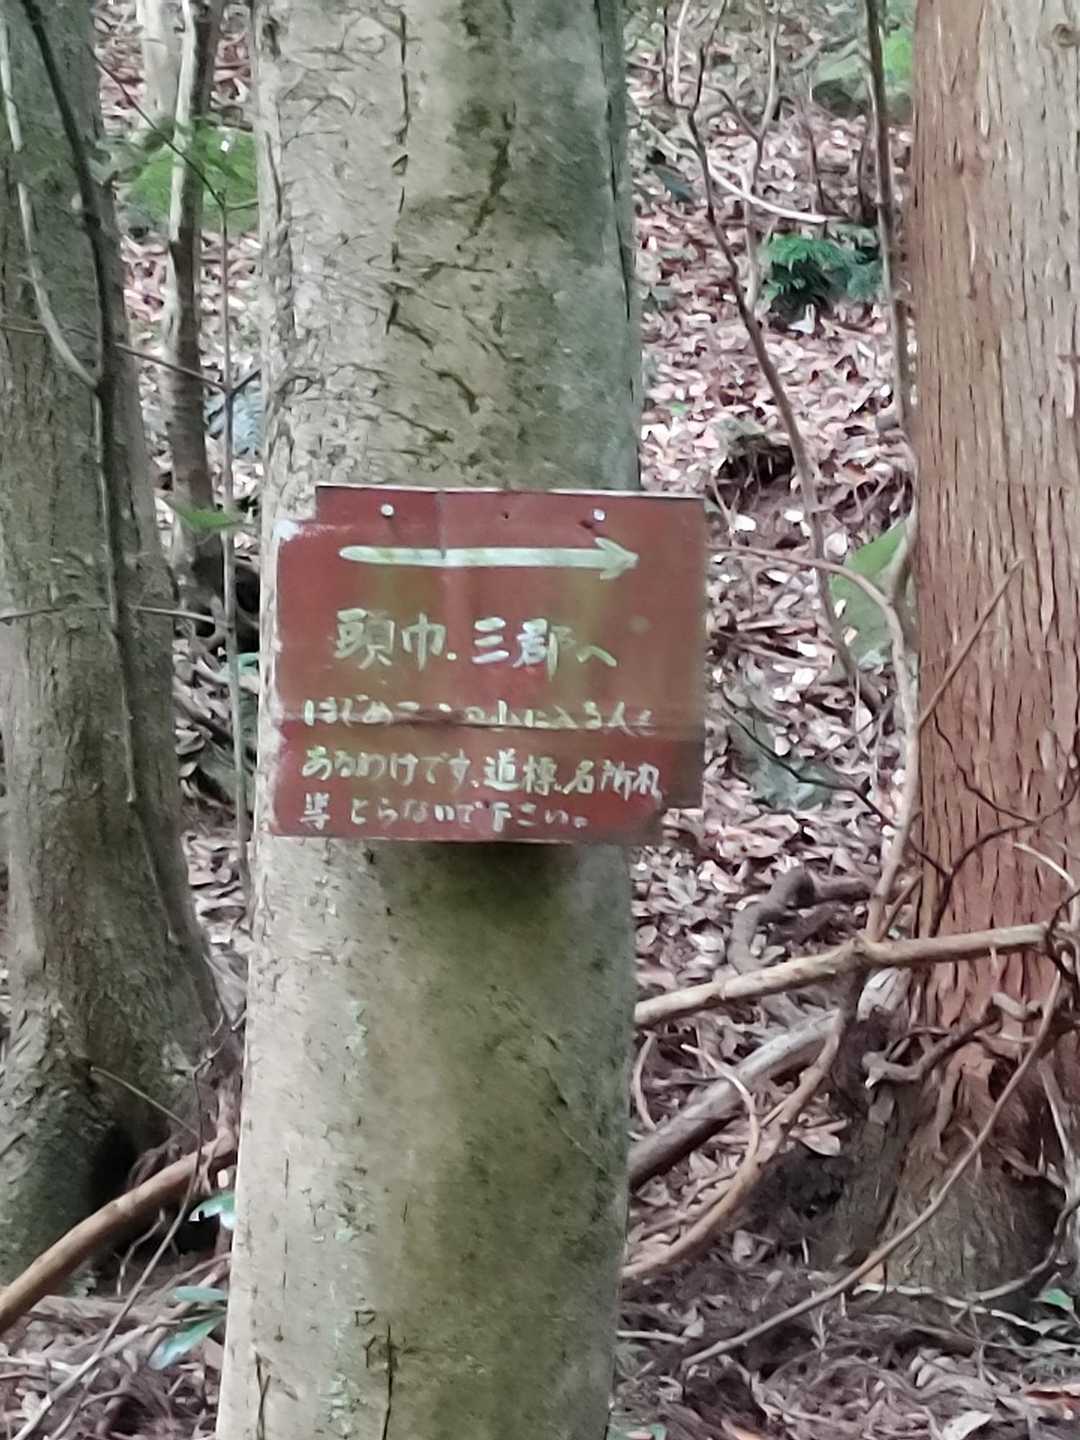 頭巾.三郡へ
はじめてこの山に入る人も
あるわけです、道標、名所札
等とらないで下さい。